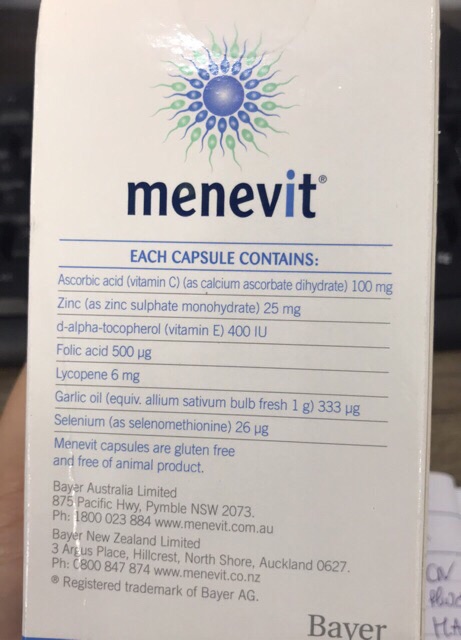 menevit®
EACH CAPSULE CONTAINS:
Ascorbic acid (vitamin C) (as calcium ascorbate dihydrate) 100 mg
Zinc (as zinc sulphate monohydrate) 25 mg
d-alpha-tocopherol (vitamin E) 400 IU
Folic acid 500 µg
Lycopene 6 mg
Garlic oil (equiv. allium sativum bulb fresh 1 g) 333 µg
Selenium (as selenomethionine) 26 µg
Menevit capsules are gluten free
and free of animal product.
Bayer Australia Limited
875 Pacific Hwy, Pymble NSW 2073.
Ph: 1800 023 884 www.menevit.com.au
Bayer New Zealand Limited
3 Argus Place, Hillcrest, North Shore, Auckland 0627.
Ph: 0800 847 874 www.menevit.co.nz
® Registered trademark of Bayer AG.
Bayer